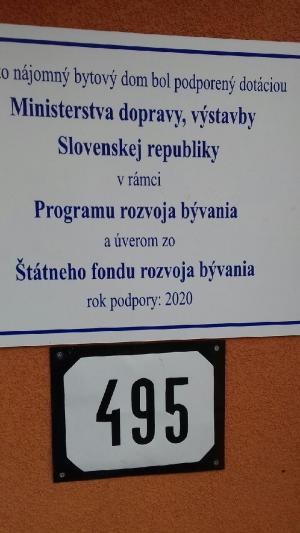 nájomný bytový dom bol podporený dotáciou
Ministerstva dopravy, výstavby
Slovenskej republiky
v rámci
Programu rozvoja bývania
a úverom zo
Štátneho fondu rozvoja bývania
rok podpory: 2020
495